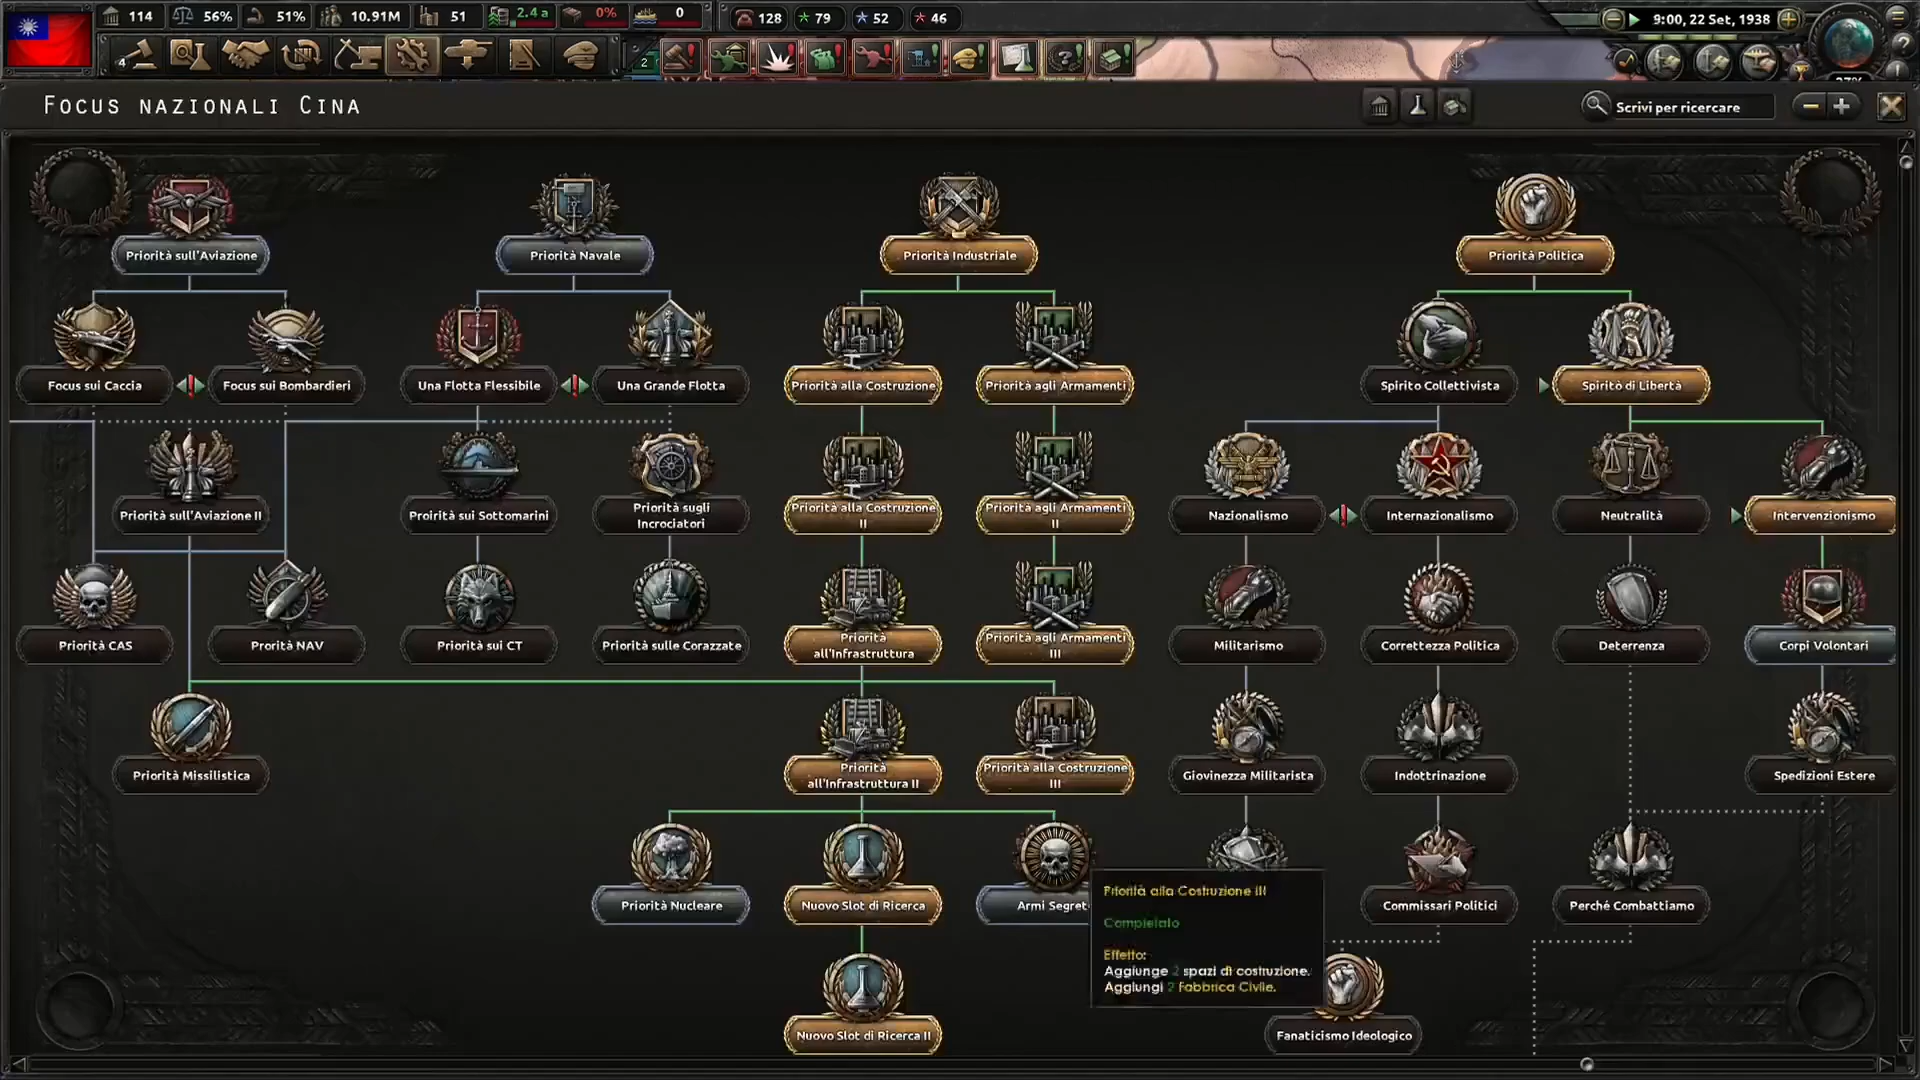 114
56%
51%
10.91M
51
2.4 a
0%
0
128
79
52
46
9:00, 22 Set, 1938
4
2
Focus nazionali Cina
Scrivi per ricercare
Priorità sull'Aviazione
Priorità Navale
Priorità Industriale
Priorità Politica
Focus sui Caccia
Focus sui Bombardieri
Una Flotta Flessibile
Una Grande Flotta
Priorità alla Costruzione
Priorità agli Armamenti
Spirito Collettivista
Spirito di Libertà
Priorità sull'Aviazione II
Proirità sui Sottomarini
Priorità sugli
Incrociatori
Priorità alla Costruzione
II
Priorità agli Armamenti
II
Nazionalismo
Internazionalismo
Neutralità
Intervenzionismo
Priorità CAS
Prorità NAV
Priorità sui CT
Priorità sulle Corazzate
Priorità
all'Infrastruttura
Priorità agli Armamenti
III
Militarismo
Correttezza Politica
Deterrenza
Corpi Volontari
Priorità Missilistica
Priorità
all'Infrastruttura II
Priorità alla Costruzione
III
Giovinezza Militarista
Indottrinazione
Spedizioni Estere
Priorità Nucleare
Nuovo Slot di Ricerca
Armi Segret
Commissari Politici
Perché Combattiamo
Priorità alla Costruzione III
Completato
Effetto:
Aggiunge 2 spazi di costruzione.
Aggiungi 2 Fabbrica Civile.
Nuovo Slot di Ricerca II
Fanaticismo Ideologico